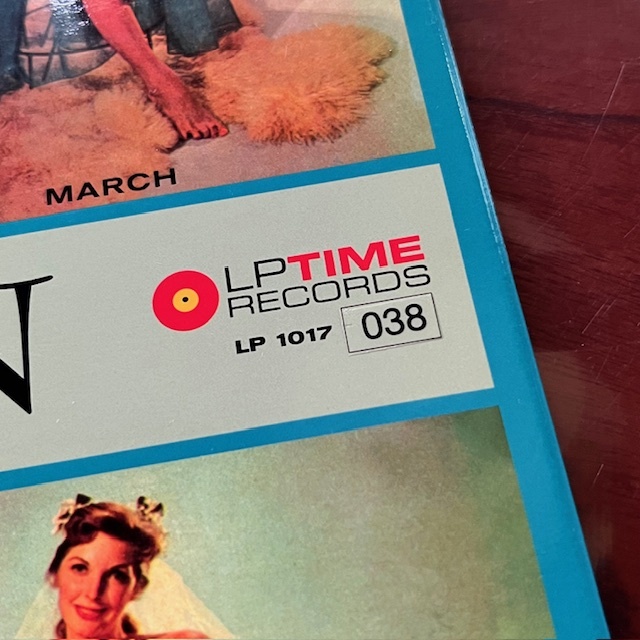 MARCH
N
LPTIME
RECORDS
LP 1017 038